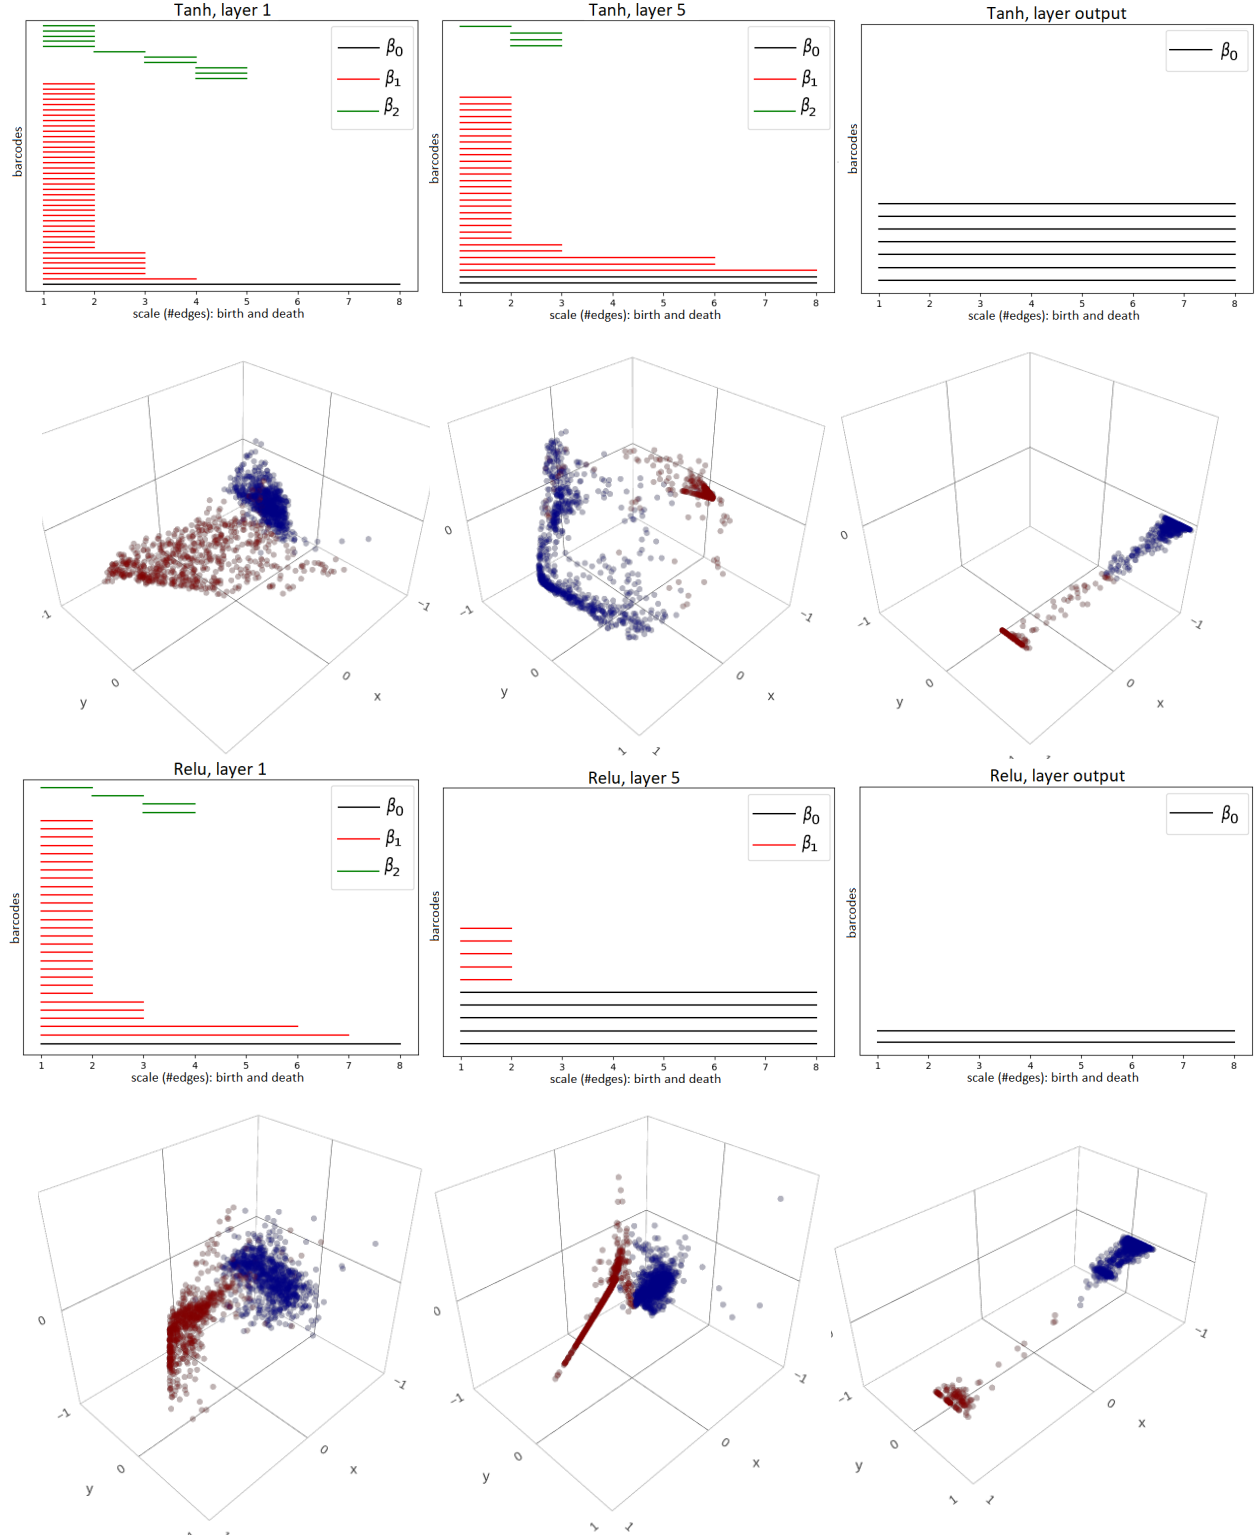 Tanh, layer 1
Tanh, layer 5
Tanh, layer output
β0
β1
β2
β0
β1
β2
β0
barcodes
barcodes
barcodes
1 2 3 4 5 6 7 8
1 2 3 4 5 6 7 8
1 2 3 4 5 6 7 8
scale (#edges): birth and death
scale (#edges): birth and death
scale (#edges): birth and death
-1
0
y
0
x
-1
0
−1
0
y
0
x
−1
1 1
0
−1
0
y
0
x
−1
Relu, layer 1
Relu, layer 5
Relu, layer output
β0
β1
β2
β0
β1
β0
barcodes
barcodes
barcodes
1 2 3 4 5 6 7 8
1 2 3 4 5 6 7 8
1 2 3 4 5 6 7 8
scale (#edges): birth and death
scale (#edges): birth and death
scale (#edges): birth and death
0
−1
0
y
0
x
−1
0
−1
0
y
0
x
−1
1 1
−1
0
y
0
x
−1
1 1